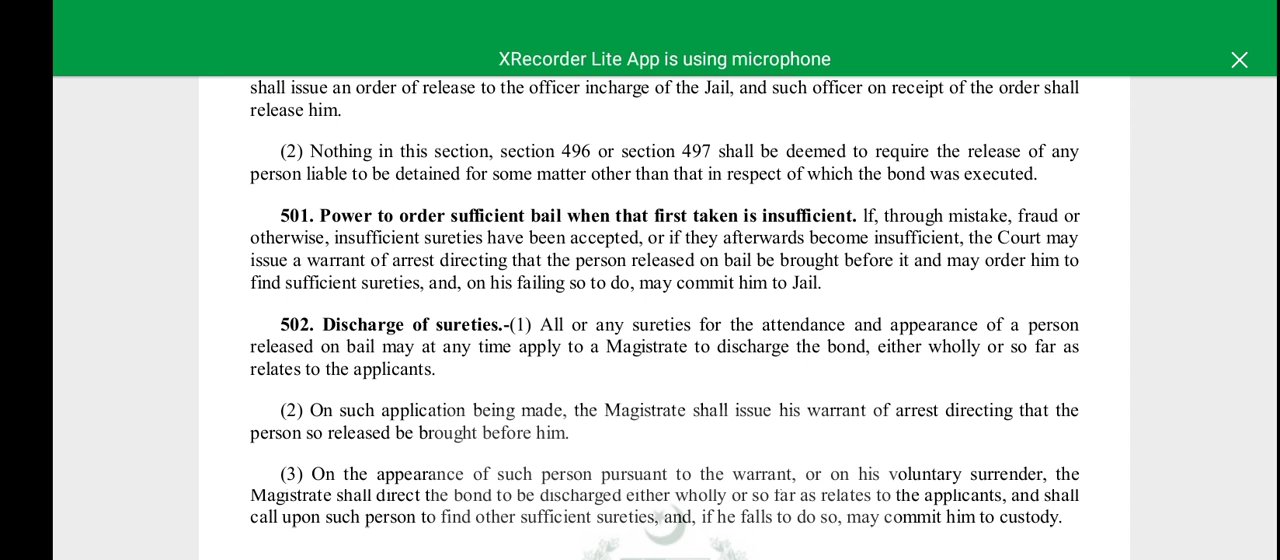 XRecorder Lite App is using microphone
shall issue an order of release to the officer incharge of the Jail, and such officer on receipt of the order shall
release him.
(2) Nothing in this section, section 496 or section 497 shall be deemed to require the release of any
person liable to be detained for some matter other than that in respect of which the bond was executed.
501. Power to order sufficient bail when that first taken is insufficient. lf, through mistake, fraud or
otherwise, insufficient sureties have been accepted, or if they afterwards become insufficient, the Court may
issue a warrant of arrest directing that the person released on bail be brought before it and may order him to
find sufficient sureties, and, on his failing so to do, may commit him to Jail.
502. Discharge of sureties.-(1) All or any sureties for the attendance and appearance of a person
released on bail may at any time apply to a Magistrate to discharge the bond, either wholly or so far as
relates to the applicants.
(2) On such application being made, the Magistrate shall issue his warrant of arrest directing that the
person so released be brought before him.
(3) On the appearance of such person pursuant to the warrant, or on his voluntary surrender, the
Magistrate shall direct the bond to be discharged either wholly or so far as relates to the applicants, and shall
call upon such person to find other sufficient sureties, and, if he falls to do so, may commit him to custody.